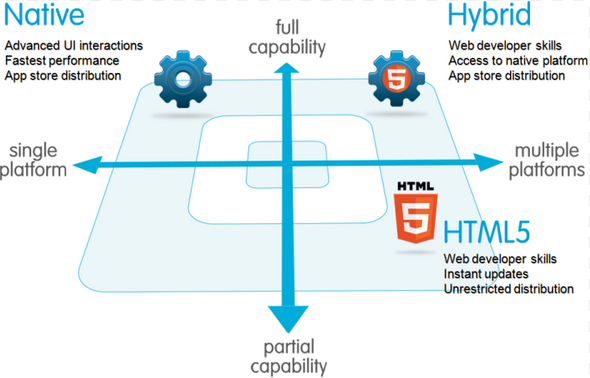 Native
Advanced UI interactions
Fastest performance
App store distribution
full
capability
Hybrid
Web developer skills
Access to native platform
App store distribution
5
single
platform
multiple
platforms
HTML
5
HTML5
Web developer skills
Instant updates
Unrestricted distribution
partial
capability